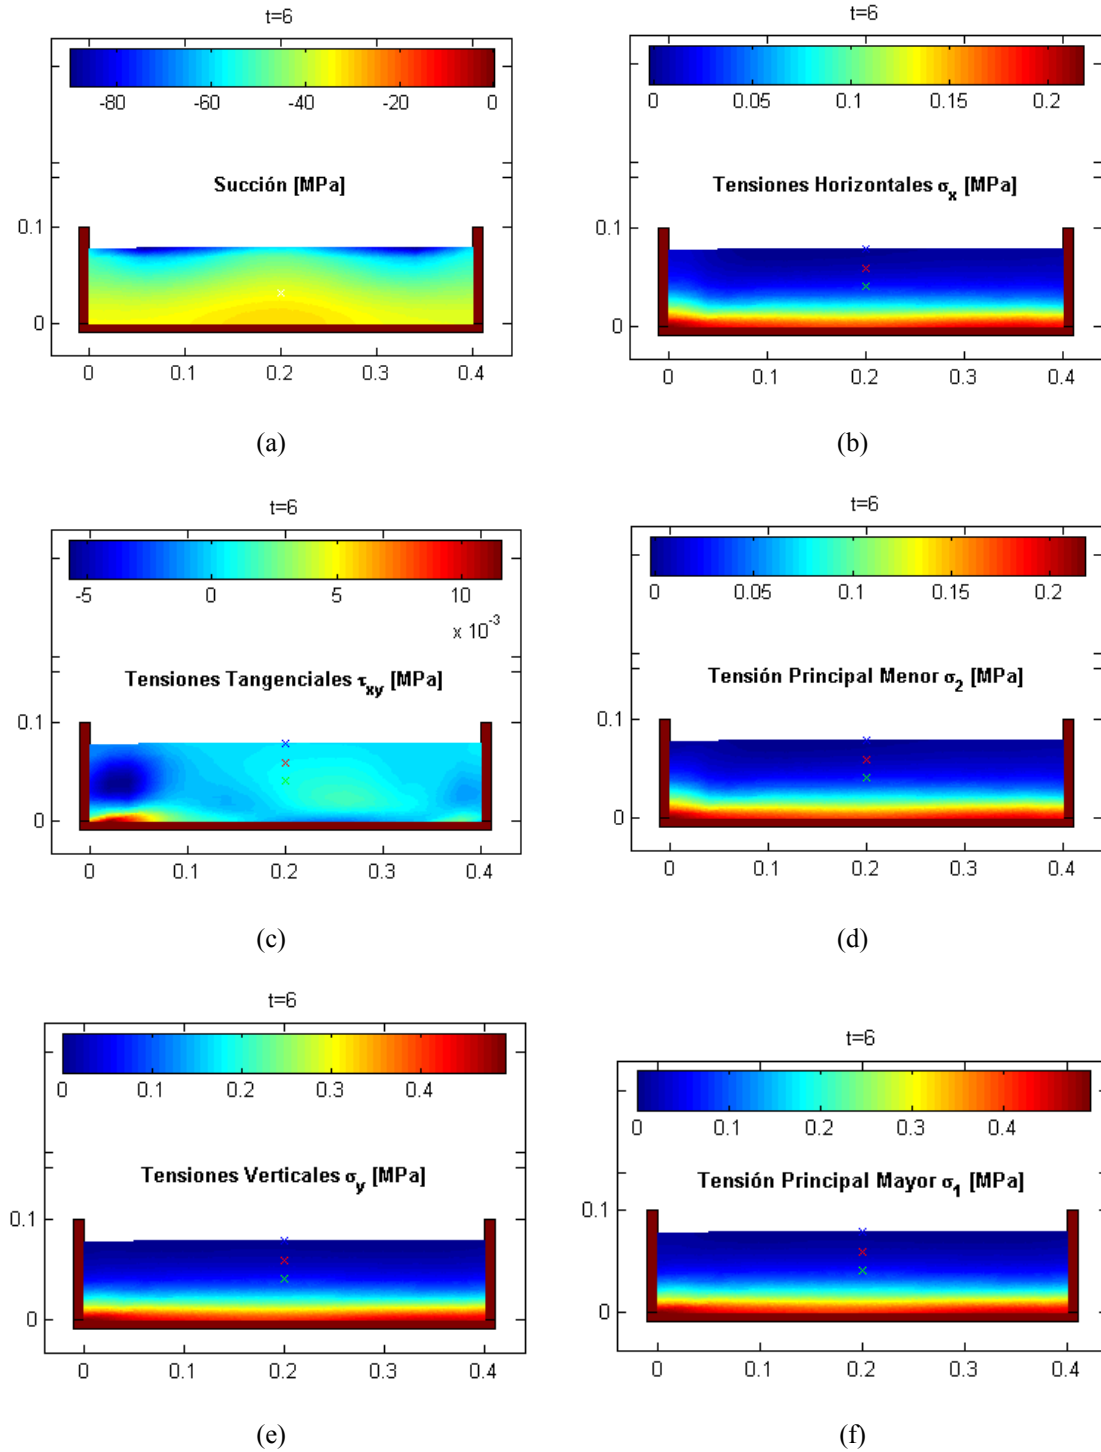 t=6
-80 -60 -40 -20 0
Succión [MPa]
0.1
0
0 0.1 0.2 0.3 0.4
(a)
t=6
0 0.05 0.1 0.15 0.2
Tensiones Horizontales σx [MPa]
0.1
0
0 0.1 0.2 0.3 0.4
(b)
t=6
-5 0 5 10
x 10-3
Tensiones Tangenciales τxy [MPa]
0.1
0
0 0.1 0.2 0.3 0.4
(c)
t=6
0 0.05 0.1 0.15 0.2
Tensión Principal Menor σ2 [MPa]
0.1
0
0 0.1 0.2 0.3 0.4
(d)
t=6
0 0.1 0.2 0.3 0.4
Tensiones Verticales σy [MPa]
0.1
0
0 0.1 0.2 0.3 0.4
(e)
t=6
0 0.1 0.2 0.3 0.4
Tensión Principal Mayor σ1 [MPa]
0.1
0
0 0.1 0.2 0.3 0.4
(f)